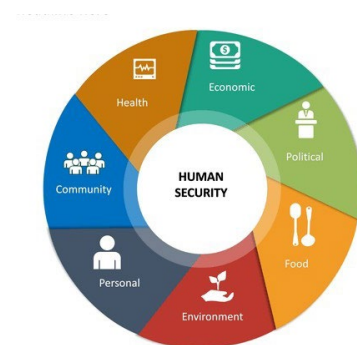 HUMAN
SECURITY
Economic
Political
Food
Environment
Personal
Community
Health